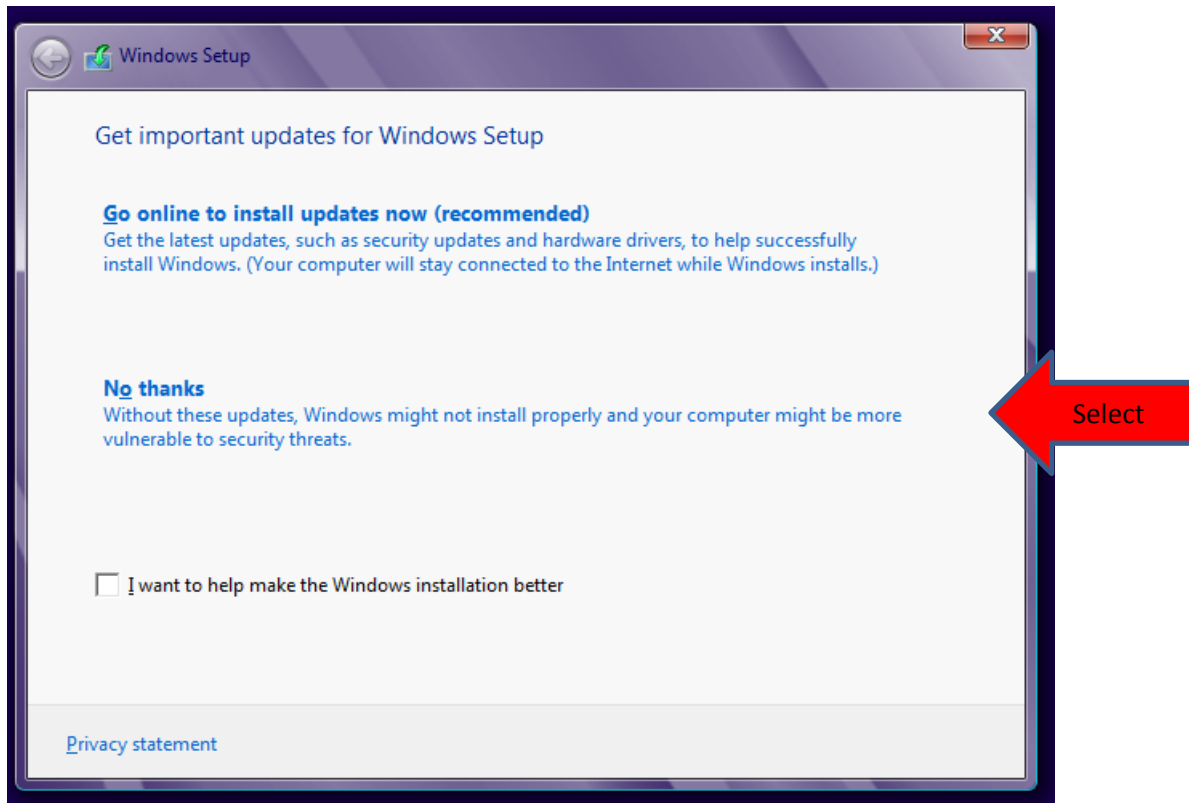 Windows Setup
Get important updates for Windows Setup
Go online to install updates now (recommended)
Get the latest updates, such as security updates and hardware drivers, to help successfully
install Windows. (Your computer will stay connected to the Internet while Windows installs.)
No thanks
Without these updates, Windows might not install properly and your computer might be more
vulnerable to security threats.
Select
I want to help make the Windows installation better
Privacy statement